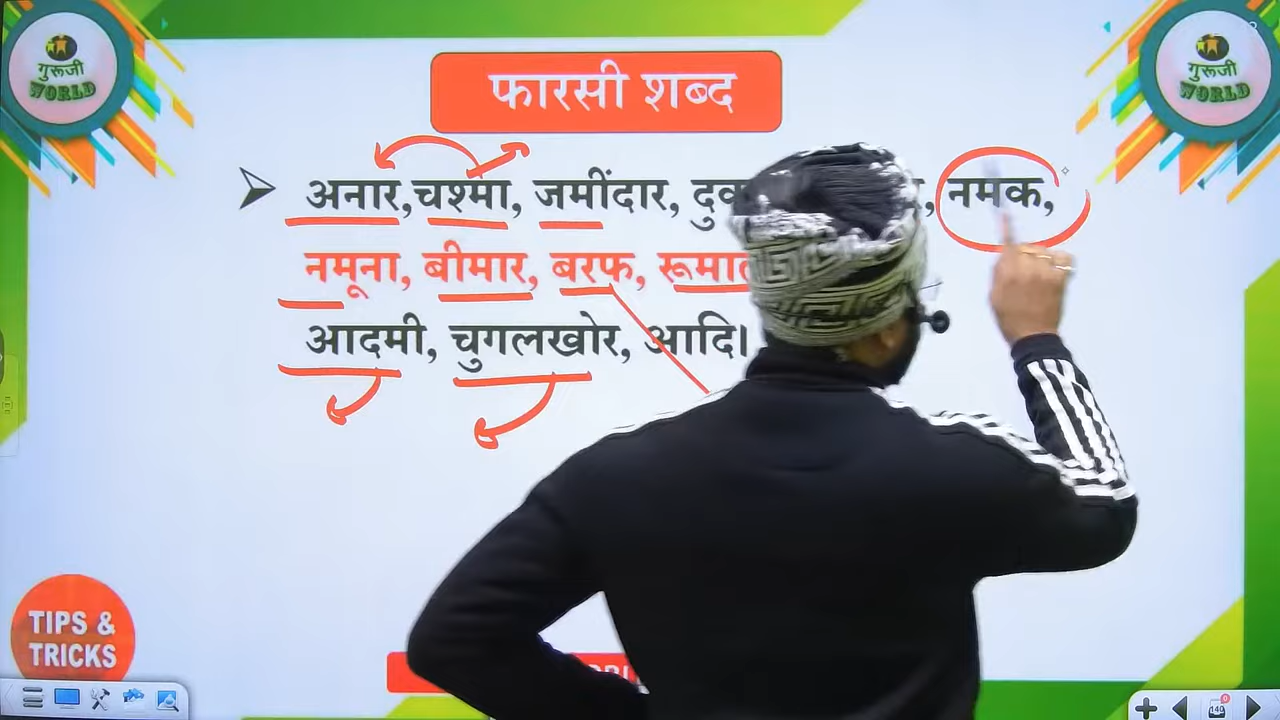 गुरूजी
WORLD
गुरूजी
WORLD
फारसी शब्द
अनार,चश्मा, जमींदार, नमक,
नमूना, बीमार, बरफ,
आदमी, चुगलखोर, आदि।
TIPS &
TRICKS